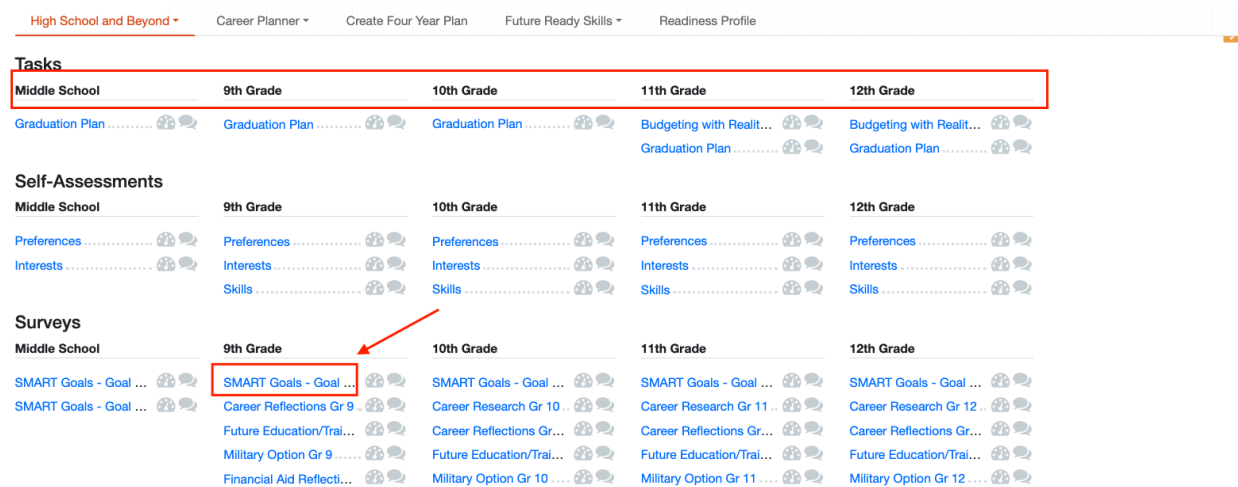 High School and Beyond Career Planner Create Four Year Plan Future Ready Skills Readiness Profile
Tasks
Middle School 9th Grade 10th Grade 11th Grade 12th Grade
Graduation Plan Graduation Plan Graduation Plan Budgeting with Realit... Budgeting with Realit...
Graduation Plan Graduation Plan
Self-Assessments
Middle School 9th Grade 10th Grade 11th Grade 12th Grade
Preferences Preferences Preferences Preferences Preferences
Interests Interests Interests Interests Interests
Skills Skills Skills Skills
Surveys
Middle School 9th Grade 10th Grade 11th Grade 12th Grade
SMART Goals - Goal ... SMART Goals - Goal ... SMART Goals - Goal ... SMART Goals - Goal ... SMART Goals - Goal ...
SMART Goals - Goal ... Career Reflections Gr 9 Career Research Gr 10 Career Research Gr 11 Career Research Gr 12
Future Education/Trai... Career Reflections Gr... Career Reflections Gr... Career Reflections Gr...
Military Option Gr 9 Future Education/Trai... Future Education/Trai... Future Education/Trai...
Financial Aid Reflecti... Military Option Gr 10 Military Option Gr 11 Military Option Gr 12